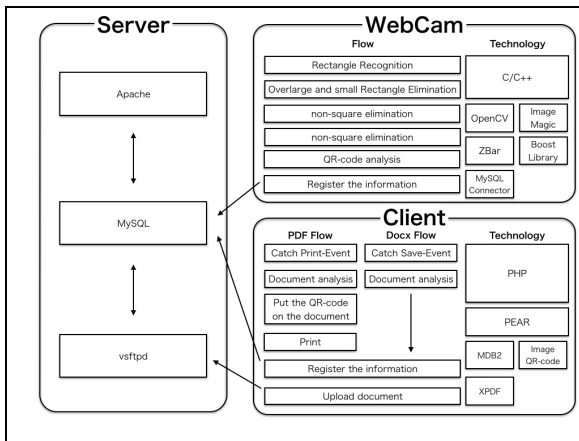 Server
Apache
MySQL
vsftpd
WebCam
Flow
Technology
Rectangle Recognition
Overlarge and small Rectangle Elimination
non-square elimination
non-square elimination
QR-code analysis
Register the information
C/C++
OpenCV
Image
Magic
ZBar
Boost
Library
MySQL
Connector
Client
PDF Flow
Docx Flow
Technology
Catch Print-Event
Catch Save-Event
Document analysis
Document analysis
Put the QR-code
on the document
Print
Register the information
Upload document
PHP
PEAR
MDB2
Image
QR-code
XPDF